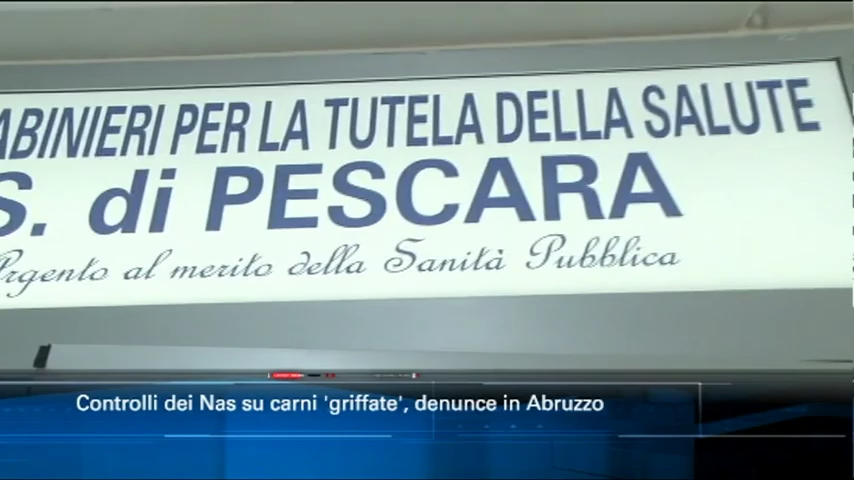 ABINIERI PER LA TUTELA DELLA SALUTE
S. di PESCARA
Argento al merito della Sanità Pubblica
Controlli dei Nas su carni 'griffate', denunce in Abruzzo